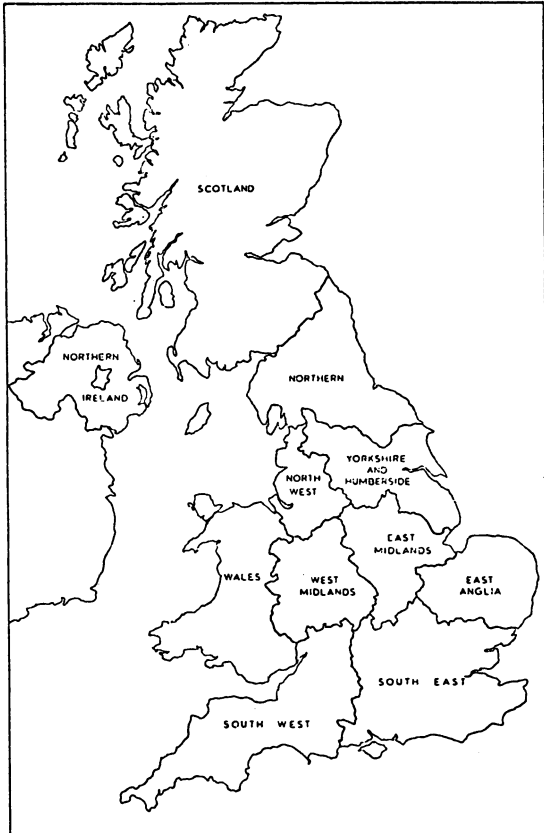 SCOTLAND
NORTHERN
IRELAND
NORTHERN
YORKSHIRE
AND
HUMBERSIDE
NORTH
WEST
EAST
MIDLANDS
WALES
WEST
MIDLANDS
EAST
ANGLIA
SOUTH EAST
SOUTH WEST